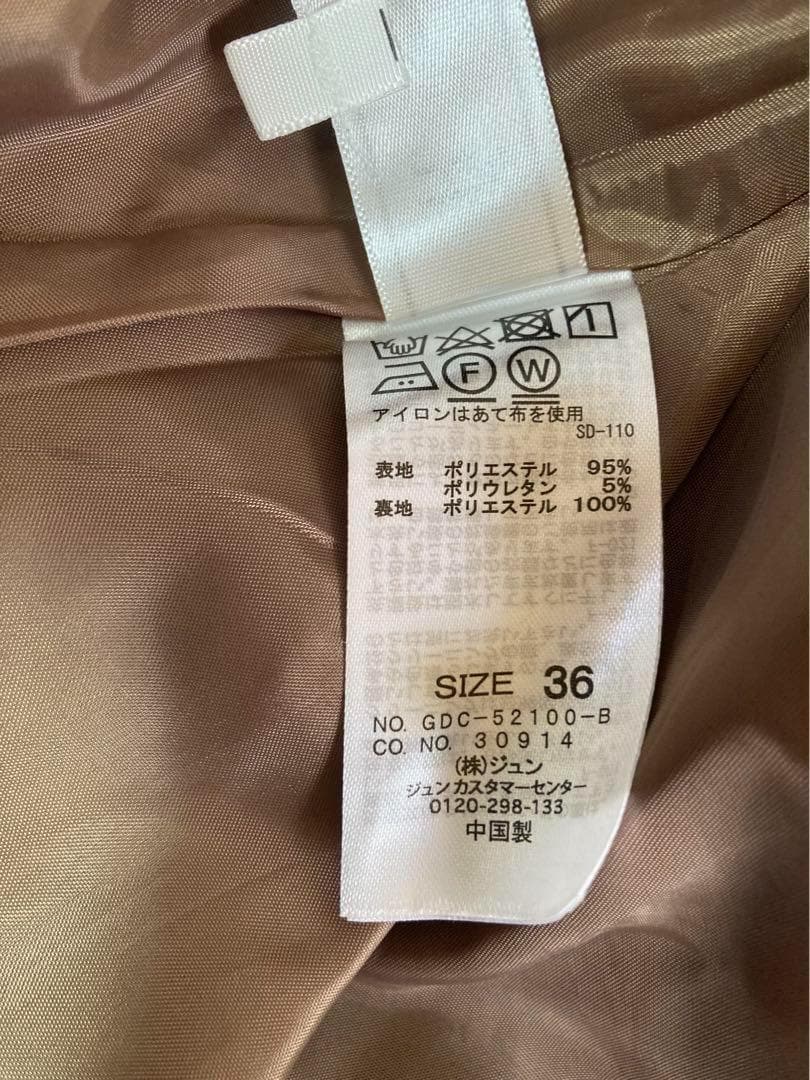 F W
アイロンはあて布を使用
SD-110
表地 ポリエステル 95%
ポリウレタン 5%
裏地 ポリエステル 100%
SIZE 36
NO. GDC-52100-B
CO. NO. 30914
(株)ジュン
ジュンカスタマーセンター
0120-298-133
中国製